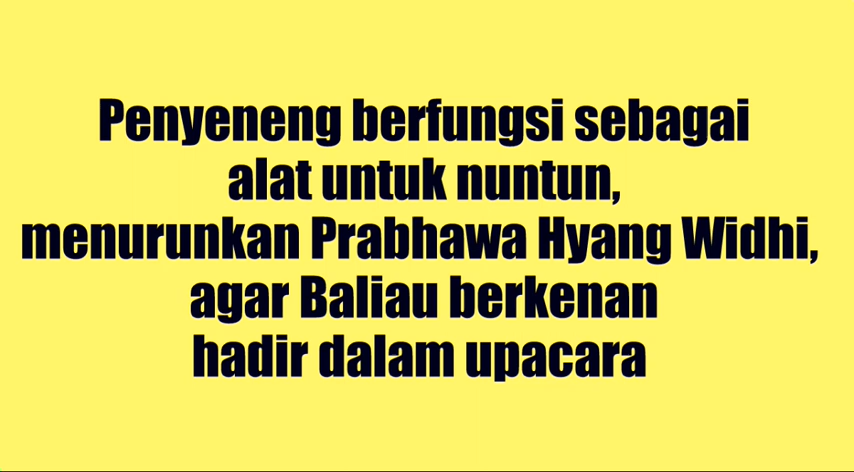 Penyeneng berfungsi sebagai
alat untuk nuntun,
menurunkan Prabhawa Hyang Widhi,
agar Baliau berkenan
hadir dalam upacara